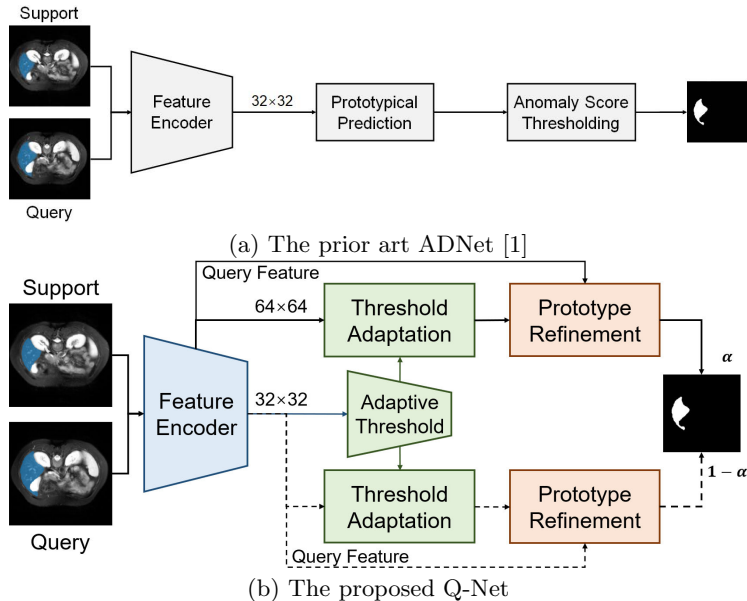 Support
Feature
Encoder
32×32
Prototypical
Prediction
Anomaly Score
Thresholding
Query
(a) The prior art ADNet [1]
Query Feature
Support
64×64
Threshold
Adaptation
Prototype
Refinement
α
Feature
Encoder
32×32
Adaptive
Threshold
1 − α
Threshold
Adaptation
Prototype
Refinement
Query
Query Feature
(b) The proposed Q-Net